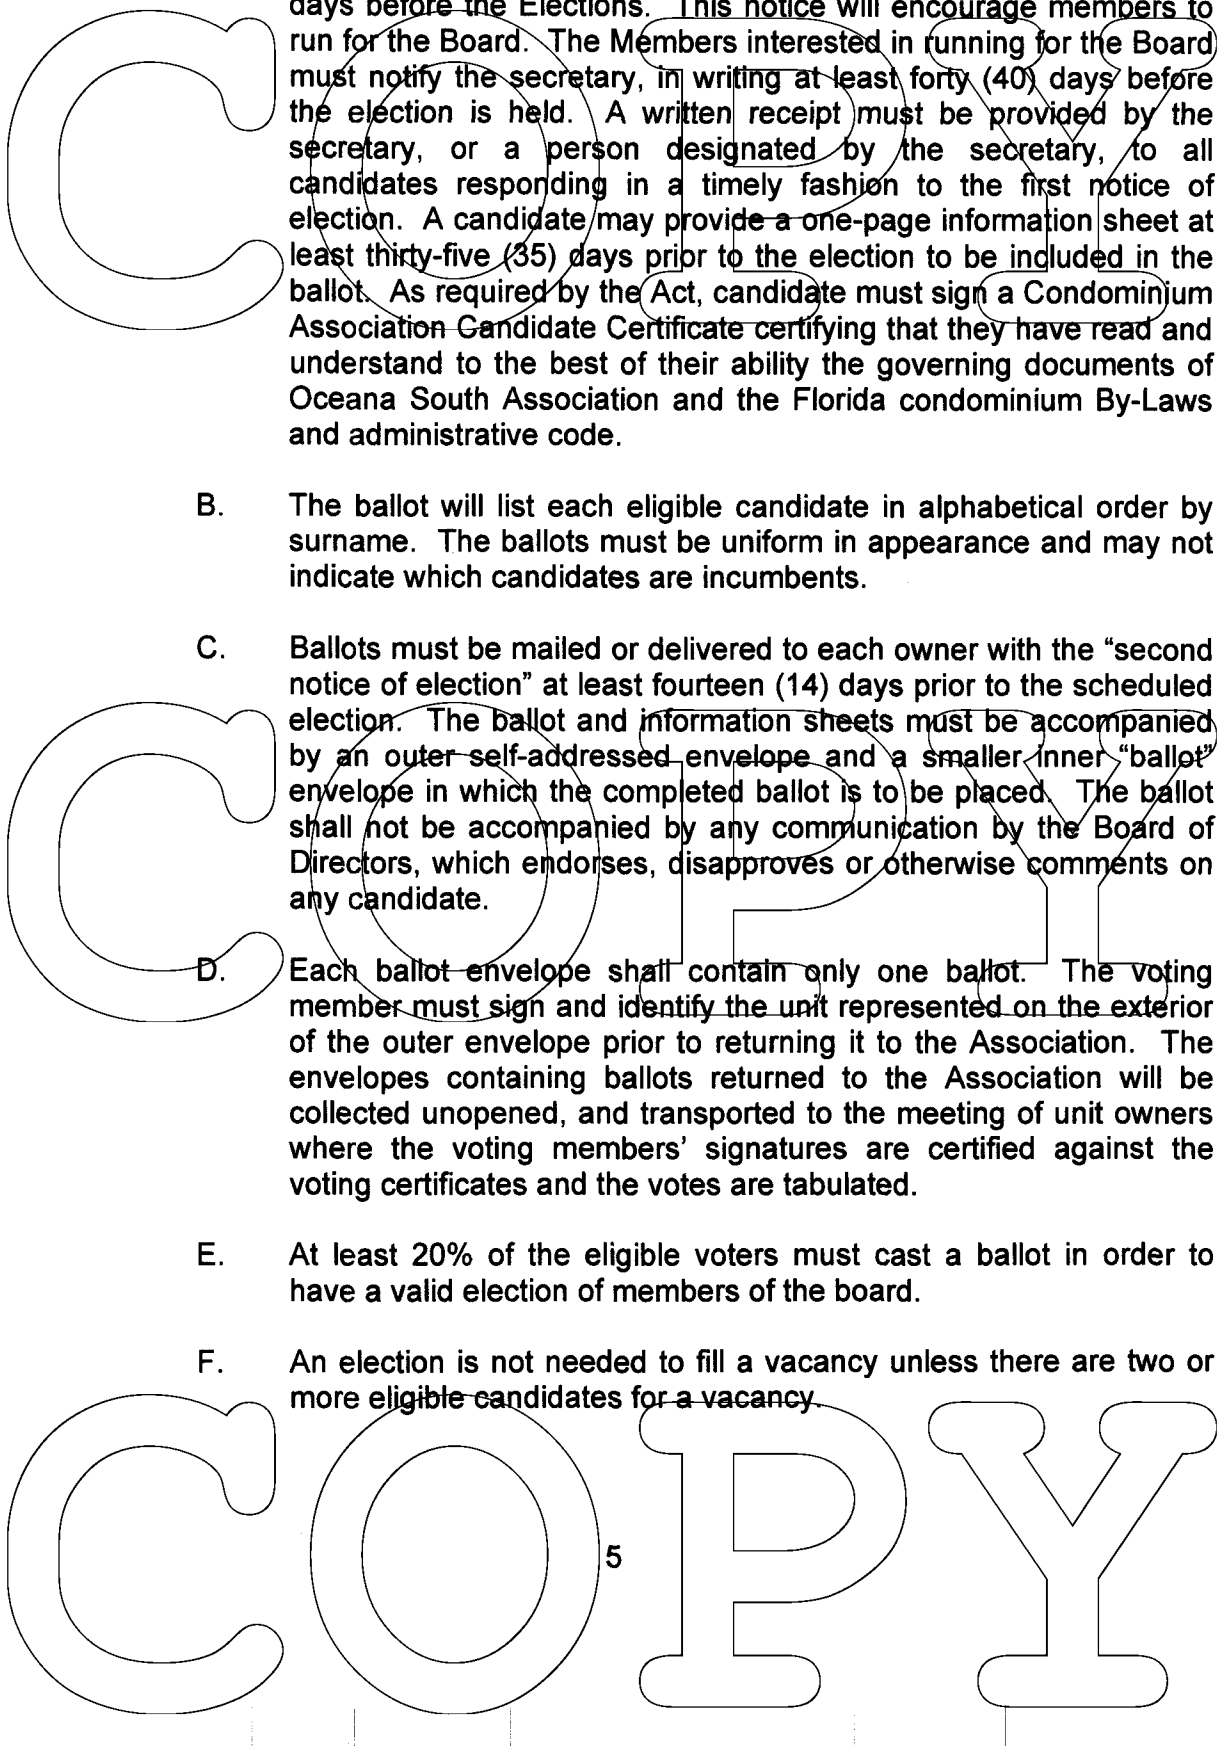 days before the Elections. This notice will encourage members to
run for the Board. The Members interested in running for the Board
must notify the secretary, in writing at least forty (40) days before
the election is held. A written receipt must be provided by the
secretary, or a person designated by the secretary, to all
candidates responding in a timely fashion to the first notice of
election. A candidate may provide a one-page information sheet at
least thirty-five (35) days prior to the election to be included in the
ballot. As required by the Act, candidate must sign a Condominium
Association Candidate Certificate certifying that they have read and
understand to the best of their ability the governing documents of
Oceana South Association and the Florida condominium By-Laws
and administrative code.
B. The ballot will list each eligible candidate in alphabetical order by
surname. The ballots must be uniform in appearance and may not
indicate which candidates are incumbents.
C. Ballots must be mailed or delivered to each owner with the “second
notice of election” at least fourteen (14) days prior to the scheduled
election. The ballot and information sheets must be accompanied
by an outer self-addressed envelope and a smaller inner “ballot”
envelope in which the completed ballot is to be placed. The ballot
shall not be accompanied by any communication by the Board of
Directors, which endorses, disapproves or otherwise comments on
any candidate.
D. Each ballot envelope shall contain only one ballot. The voting
member must sign and identify the unit represented on the exterior
of the outer envelope prior to returning it to the Association. The
envelopes containing ballots returned to the Association will be
collected unopened, and transported to the meeting of unit owners
where the voting members’ signatures are certified against the
voting certificates and the votes are tabulated.
E. At least 20% of the eligible voters must cast a ballot in order to
have a valid election of members of the board.
F. An election is not needed to fill a vacancy unless there are two or
more eligible candidates for a vacancy.
5
COPY
COPY
COPY